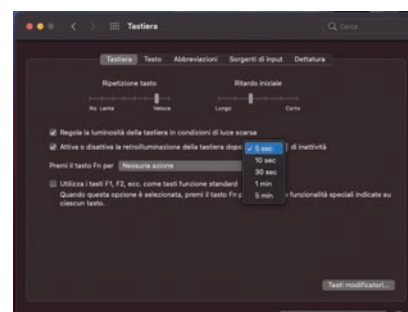 Tastiera
Cerca
Tastiera Testo Abbreviazioni Sorgenti di input Dettatura
Ripetizione tasto Ritardo iniziale
No Lenta Veloce Lungo Corto
Regola la luminosità della tastiera in condizioni di luce scarsa
Attiva o disattiva la retroilluminazione della tastiera dopo ✓ 5 sec di inattività
10 sec
30 sec
Premi il tasto Fn per Nessuna azione
1 min
Utilizza i tasti F1, F2, ecc. come tasti funzione standard
5 min
Quando questa opzione è selezionata, premi il tasto Fn p funzionalità speciali indicate su
ciascun tasto.
Tasti modificatori...